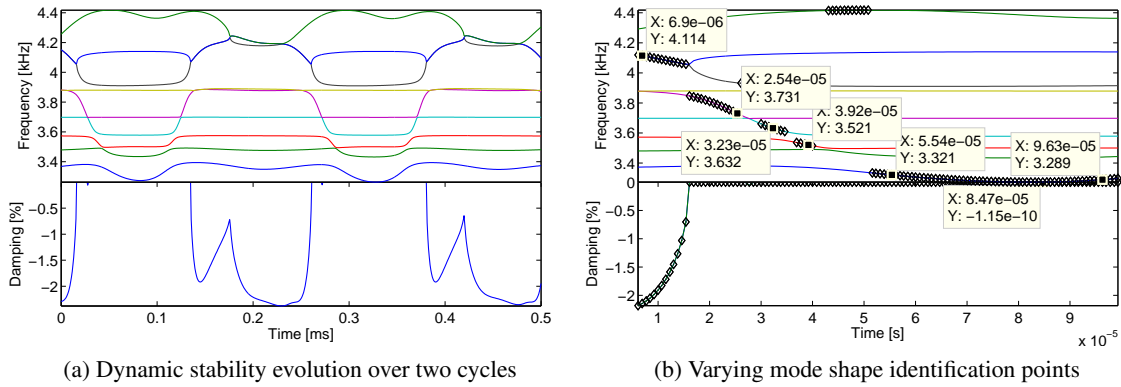 4.4
4.2
4
3.8
3.6
3.4
Frequency [kHz]
−0.5
−1
−1.5
−2
Damping [%]
0
0.1
0.2
0.3
0.4
0.5
Time [ms]
(a) Dynamic stability evolution over two cycles
4.4
4.2
4
3.8
3.6
3.4
Frequency [kHz]
X: 6.9e−06
Y: 4.114
X: 2.54e−05
Y: 3.731
X: 3.92e−05
Y: 3.521
X: 3.23e−05
Y: 3.632
X: 5.54e−05
Y: 3.321
X: 9.63e−05
Y: 3.289
X: 8.47e−05
Y: −1.15e−10
0
−0.5
−1
−1.5
−2
Damping [%]
1
2
3
4
5
6
7
8
9
Time [s]
x 10⁻⁵
(b) Varying mode shape identification points